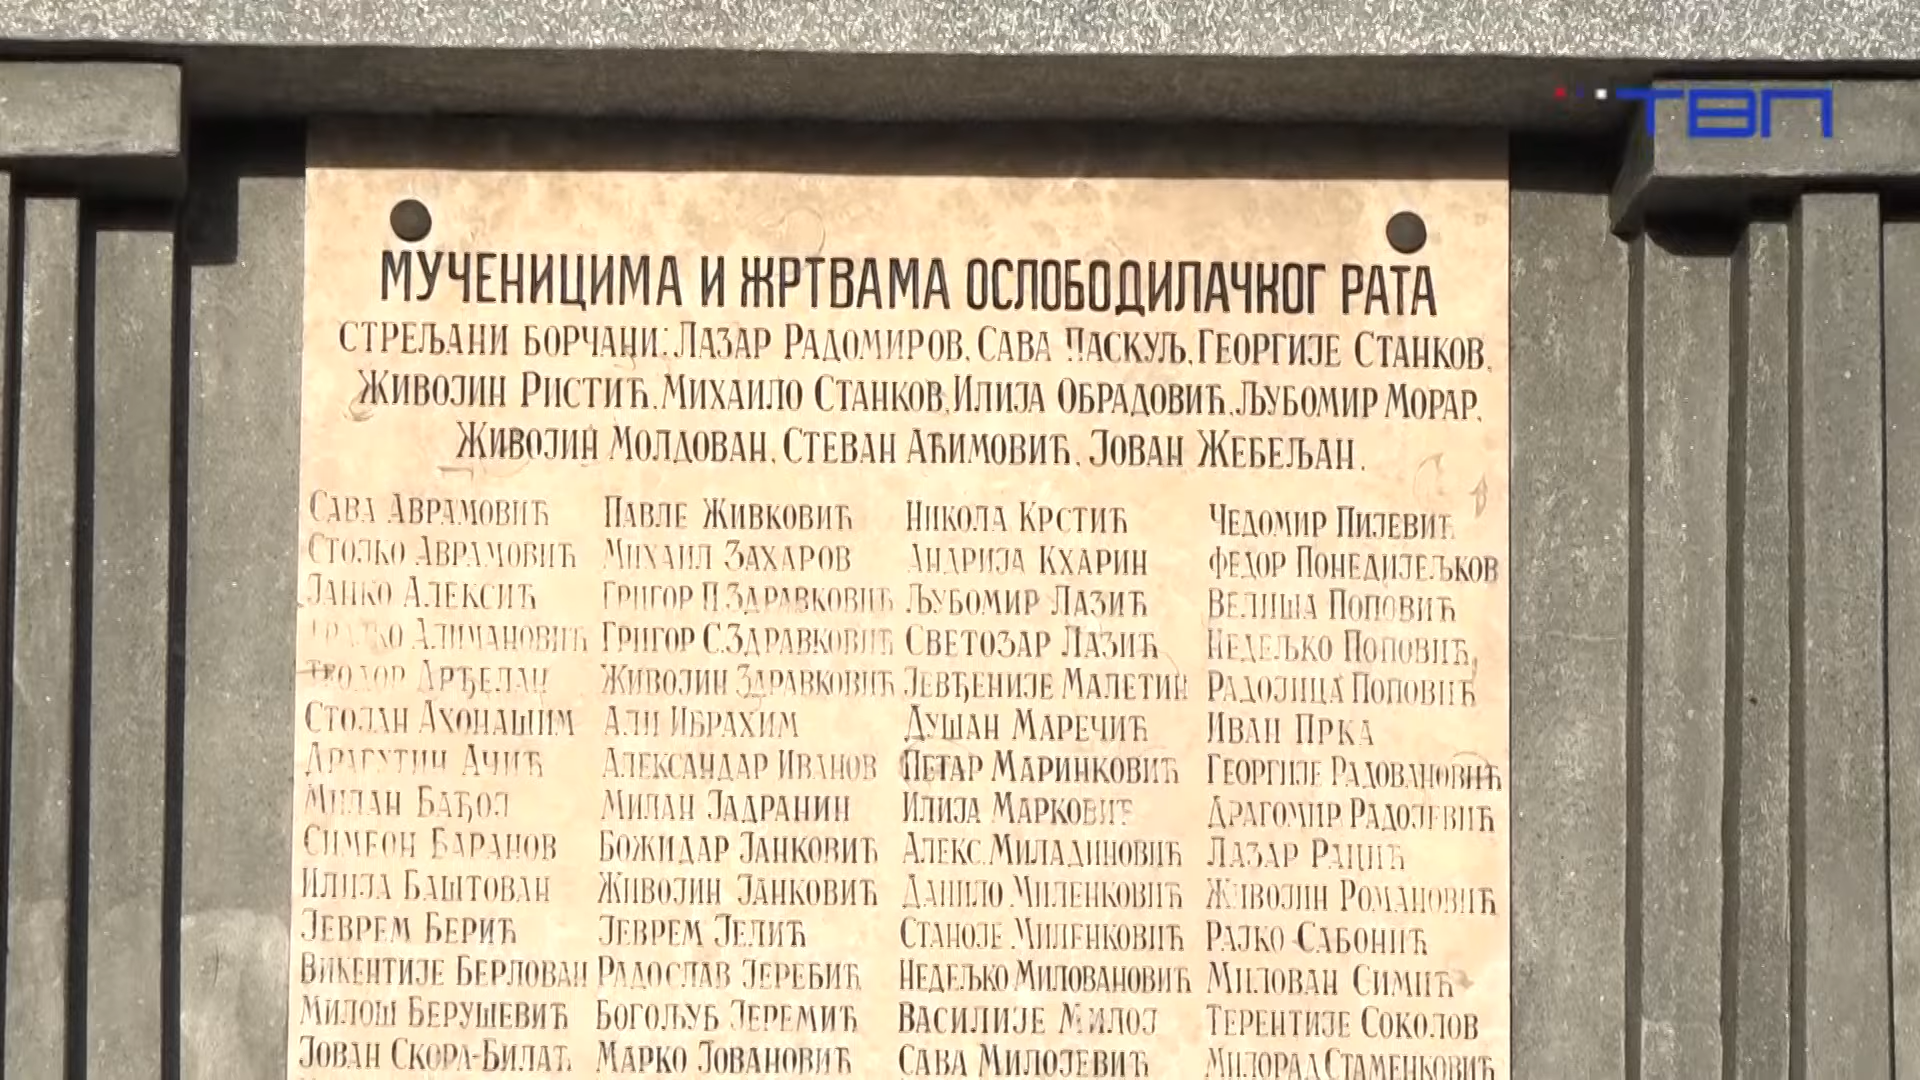 ТВП
МУЧЕНИЦИМА И ЖРТВАМА ОСЛОБОДИЛАЧКОГ РАТА
СТРЕЉАНИ БОРЧАНИ: ЛАЗАР РАДОМИРОВ, САВА ПАСКУЉ, ГЕОРГИЈЕ СТАНКОВ,
ЖИВОЈИН РИСТИЋ, МИХАИЛО СТАНКОВ, ИЛИЈА ОБРАДОВИЋ, ЉУБОМИР МОРАР,
ЖИВОЈИН МОЛДОВАН, СТЕВАН АЋИМОВИЋ, ЈОВАН ЖЕБЕЉАН.
САВА АВРАМОВИЋ
СТОЈКО АВРАМОВИЋ
ЈАНКО АЛЕКСИЋ
АЛИМАНОВИЋ
ТЕОДОР АРЂЕЛАН
СТОЈАН АХОНАШИМ
ДРАГУТИН АЧИЋ
МИЛАН БАЂОЈ
СИМЕОН БАРАНОВ
ИЛИЈА БАШТОВАН
ЈЕВРЕМ БЕРИЋ
ВИКЕНТИЈЕ БЕРЛОВАН
МИЛОШ БЕРУШЕВИЋ
ЈОВАН СКОРА-БИЛАЋ
ПАВЛЕ ЖИВКОВИЋ
МИХАИЛ ЗАХАРОВ
ГРИГОР П. ЗДРАВКОВИЋ
ГРИГОР С. ЗДРАВКОВИЋ
ЖИВОЈИН ЗДРАВКОВИЋ
АЛИ ИБРАХИМ
АЛЕКСАНДАР ИВАНОВ
МИЛАН ЈАДРАНИН
БОЖИДАР ЈАНКОВИЋ
ЖИВОЈИН ЈАНКОВИЋ
ЈЕВРЕМ ЈЕЛИЋ
РАДОСЛАВ ЈЕРЕБИЋ
БОГОЉУБ ЈЕРЕМИЋ
МАРКО ЈОВАНОВИЋ
НИКОЛА КРСТИЋ
АНДРИЈА КХАРИН
ЉУБОМИР ЛАЗИЋ
СВЕТОЗАР ЛАЗИЋ
ЈЕВЂЕНИЈЕ МАЛЕТИН
ДУШАН МАРЕЧИЋ
ПЕТАР МАРИНКОВИЋ
ИЛИЈА МАРКОВИЋ
АЛЕКС. МИЛАДИНОВИЋ
ДАНИЛО МИЛЕНКОВИЋ
СТАНОЈЕ МИЛЕНКОВИЋ
НЕДЕЉКО МИЛОВАНОВИЋ
ВАСИЛИЈЕ МИЛОЈ
САВА МИЛОЈЕВИЋ
ЧЕДОМИР ПИЈЕВИЋ
ФЕДОР ПОНЕДИЈЕЉКОВ
ВЕЛИША ПОПОВИЋ
НЕДЕЉКО ПОПОВИЋ
РАДОЈИЦА ПОПОВИЋ
ИВАН ПРКА
ГЕОРГИЈЕ РАДОВАНОВИЋ
ДРАГОМИР РАДОЈЕВИЋ
ЛАЗАР РАЦИЋ
ЖИВОЈИН РОМАНОВИЋ
РАЈКО САБОНИЋ
МИЛОВАН СИМИЋ
ТЕРЕНТИЈЕ СОКОЛОВ
МИЛОРАД СТАМЕНКОВИЋ